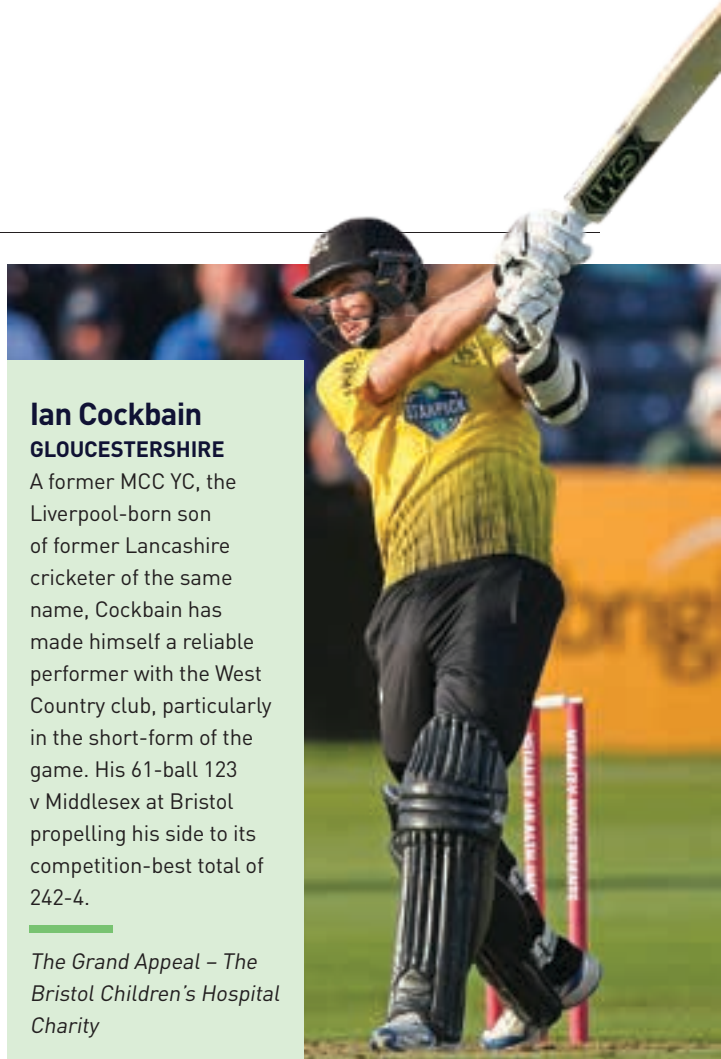 GM
STARPICK
Ian Cockbain
GLOUCESTERSHIRE
A former MCC YC, the
Liverpool-born son
of former Lancashire
cricketer of the same
name, Cockbain has
made himself a reliable
performer with the West
Country club, particularly
in the short-form of the
game. His 61-ball 123
v Middlesex at Bristol
propelling his side to its
competition-best total of
242-4.
The Grand Appeal – The
Bristol Children’s Hospital
Charity